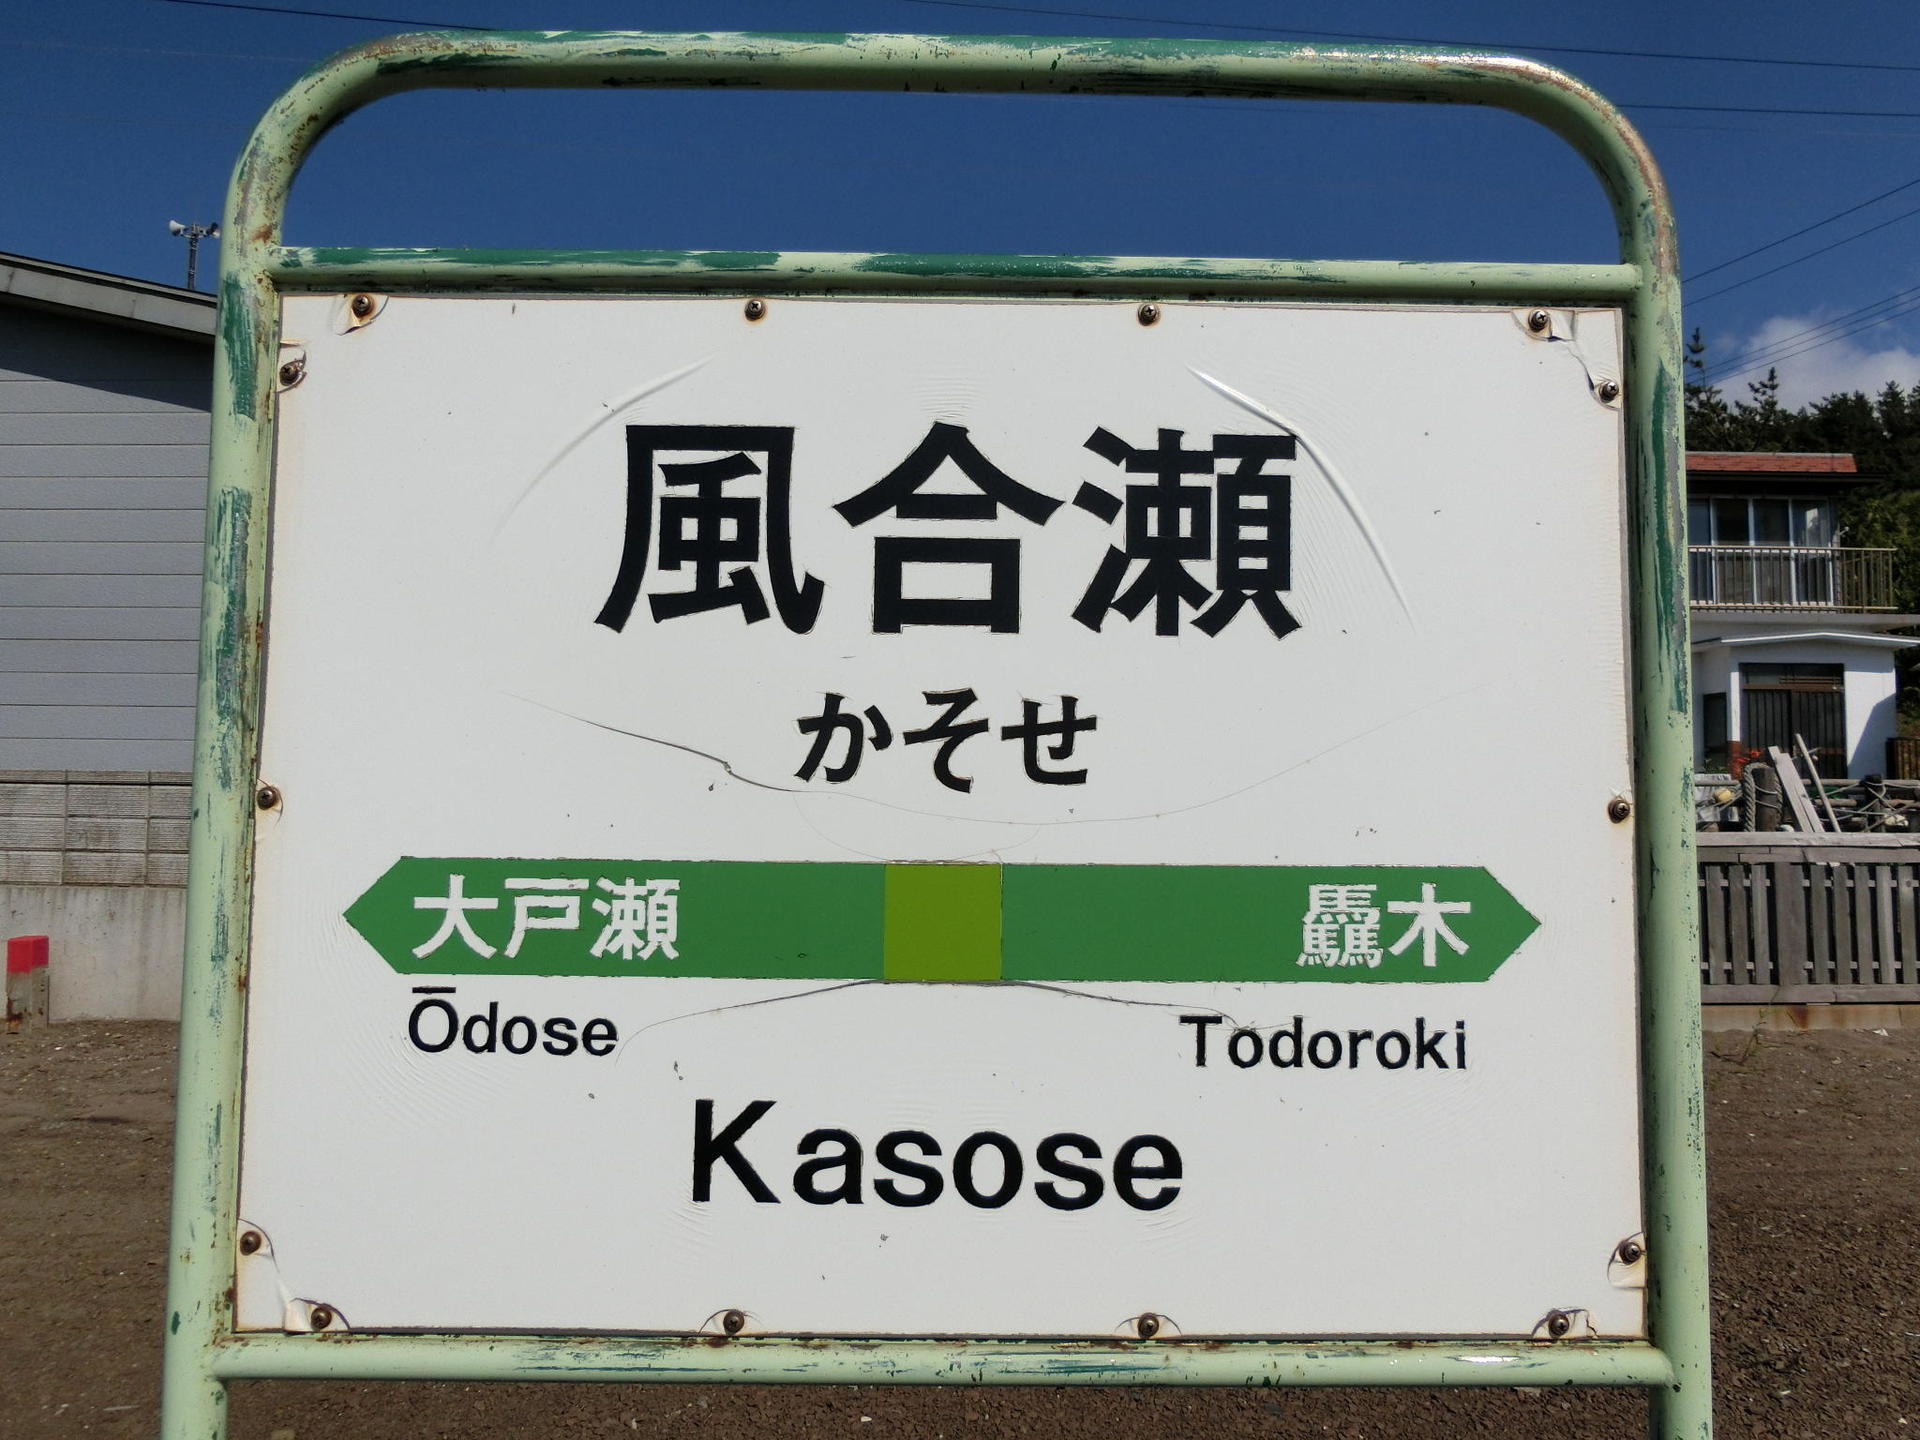 風合瀬
かそせ
大戸瀬 驫木
Ōdose Todoroki
Kasose